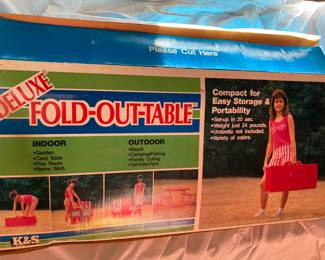 Please Cut Here
DELUXE
FOLD-OUT-TABLE
INDOOR
•Garden
•Card Table
•Play Room
•Home Work
OUTDOOR
•Beach
•Camping/Fishing
•Family Outing
•Tail-Gate Party
Compact for
Easy Storage &
Portability
•Set-up in 20 sec
•Weight just 24 pounds.
•Umbrella not included.
•Variety of colors.
K&S